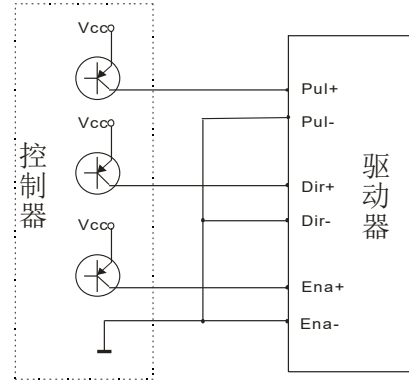 Vcc
Pul+
Pul-
Vcc
控制器
驱动器
Dir+
Dir-
Vcc
Ena+
Ena-